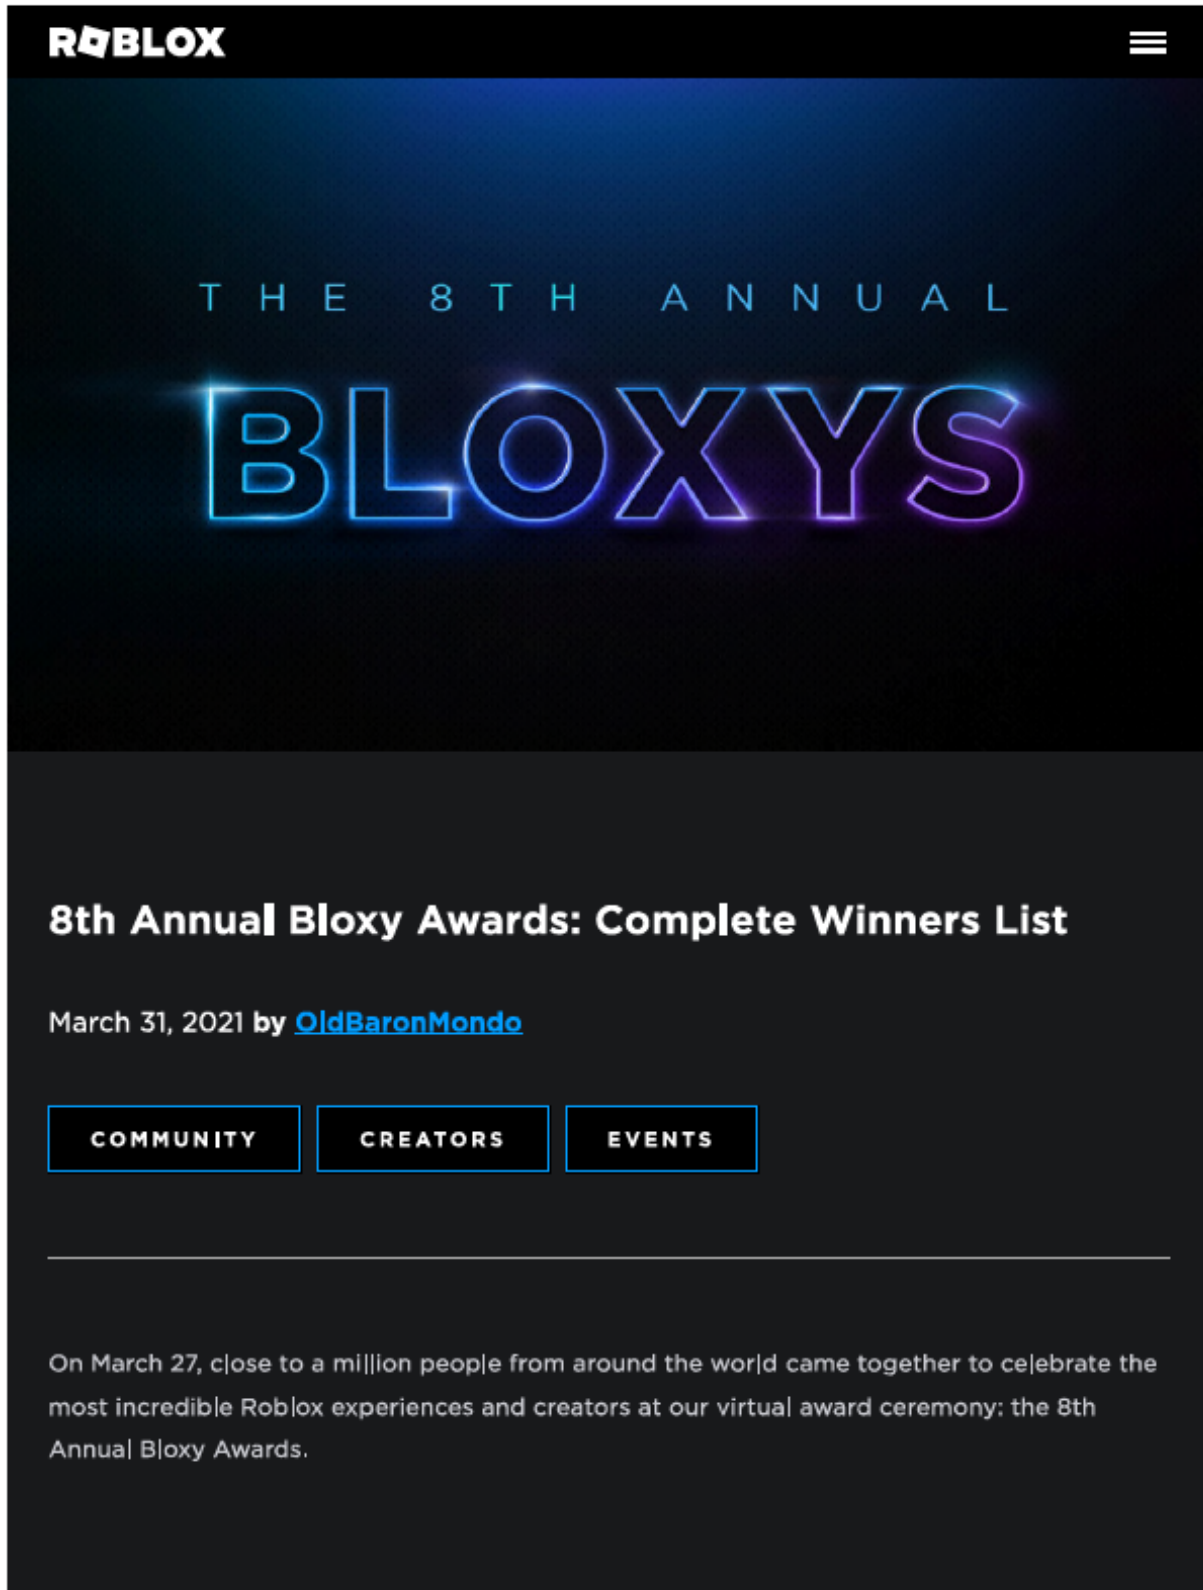 ROBLOX
THE 8TH ANNUAL
BLOXYS
8th Annual Bloxy Awards: Complete Winners List
March 31, 2021 by OldBaronMondo
COMMUNITY CREATORS EVENTS
On March 27, close to a million people from around the world came together to celebrate the
most incredible Roblox experiences and creators at our virtual award ceremony: the 8th
Annual Bloxy Awards.